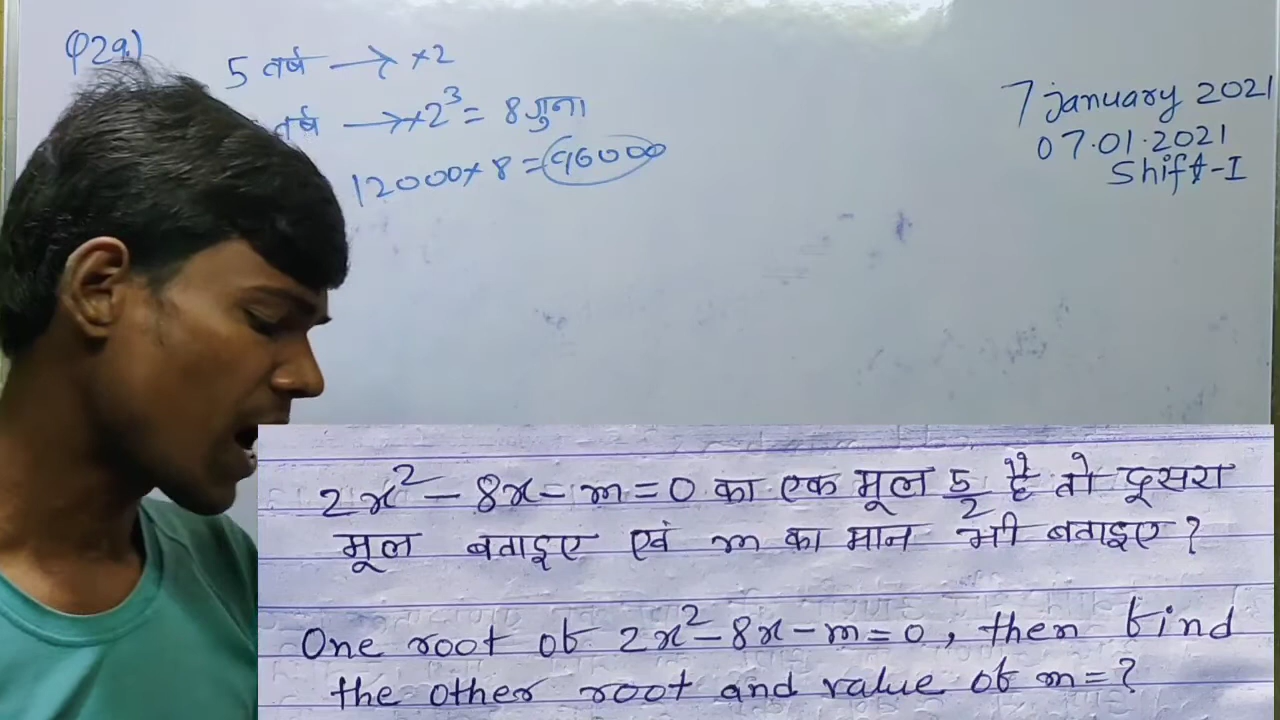 Q29.)
5 वर्ष → ×2
वर्ष → ×2³ = 8 गुना
12000×8 = 96000
7 january 2021
07.01.2021
Shift-I
2x² - 8x - m = 0 का एक मूल 5/2 है तो दूसरा
मूल बताइए एवं m का मान भी बताइए ?
One root of 2x² - 8x - m = 0, then find
the other root and value of m = ?